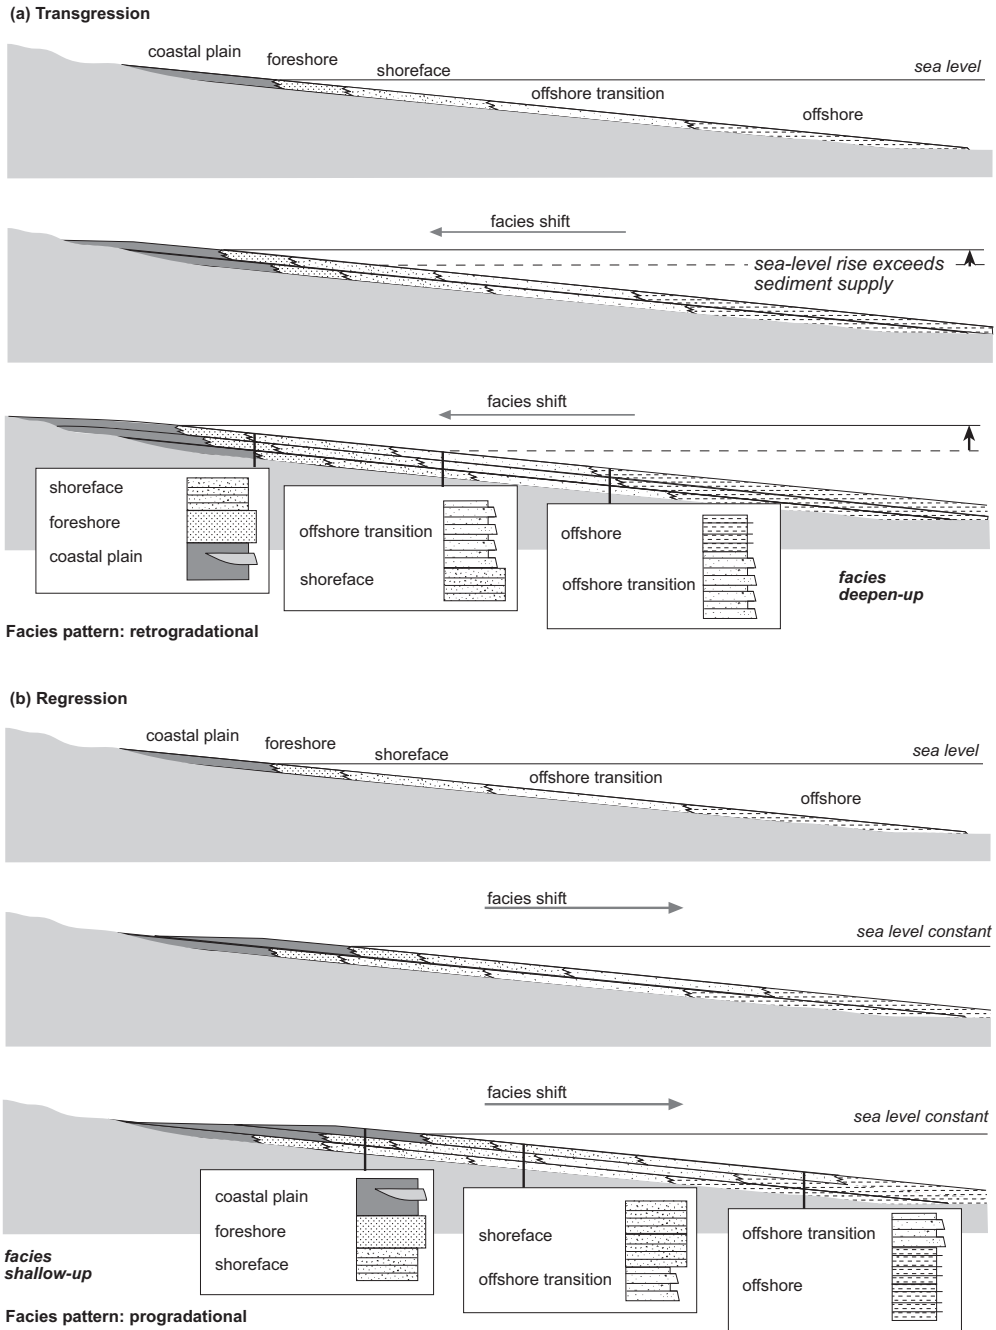 (a) Transgression
coastal plain
foreshore
shoreface
sea level
offshore transition
offshore
facies shift
sea-level rise exceeds
sediment supply
facies shift
shoreface
foreshore
coastal plain
offshore transition
shoreface
offshore
offshore transition
facies
deepen-up
Facies pattern: retrogradational
(b) Regression
coastal plain
foreshore
shoreface
sea level
offshore transition
offshore
facies shift
sea level constant
facies shift
sea level constant
coastal plain
foreshore
shoreface
shoreface
offshore transition
offshore transition
offshore
facies
shallow-up
Facies pattern: progradational